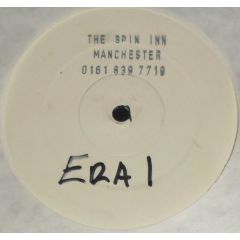 THE SPIN INN
MANCHESTER
0161 839 7719
ERA 1